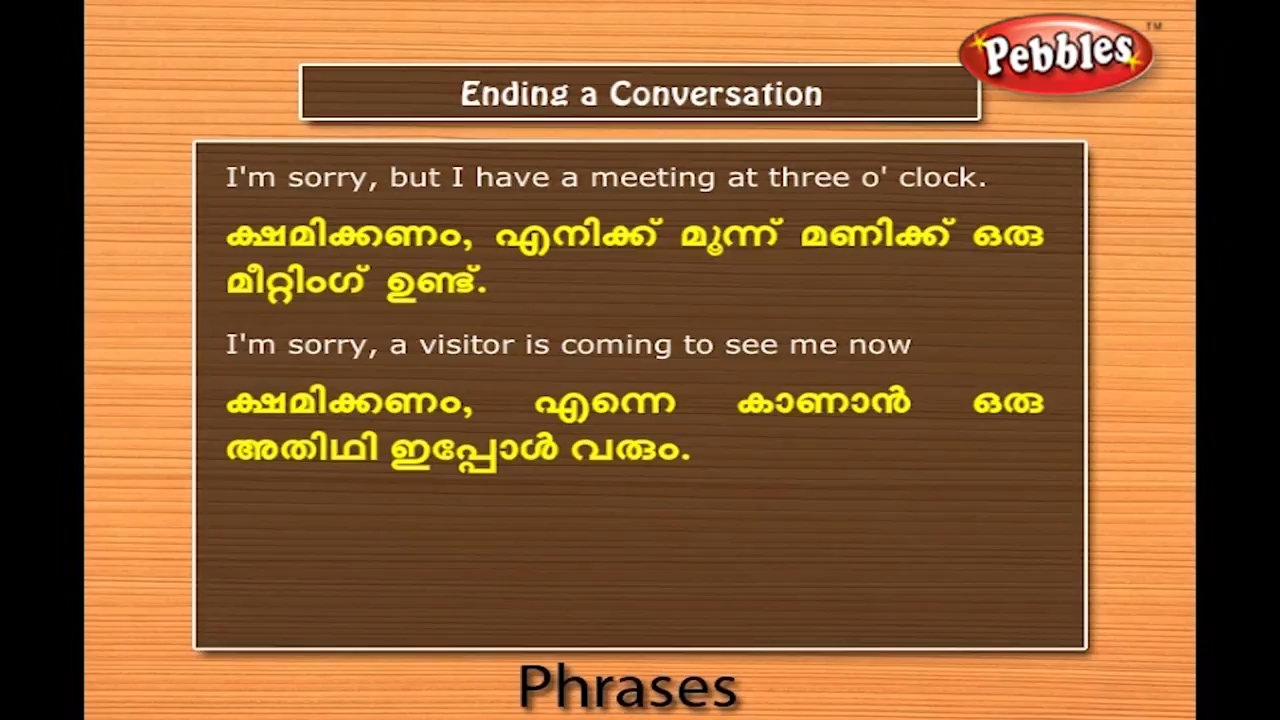 Pebbles™
Ending a Conversation
I'm sorry, but I have a meeting at three o' clock.
ക്ഷമിക്കണം, എനിക്ക് മൂന്ന് മണിക്ക് ഒരു
മീറ്റിംഗ് ഉണ്ട്.
I'm sorry, a visitor is coming to see me now
ക്ഷമിക്കണം, എന്നെ കാണാൻ ഒരു
അതിഥി ഇപ്പോൾ വരും.
Phrases